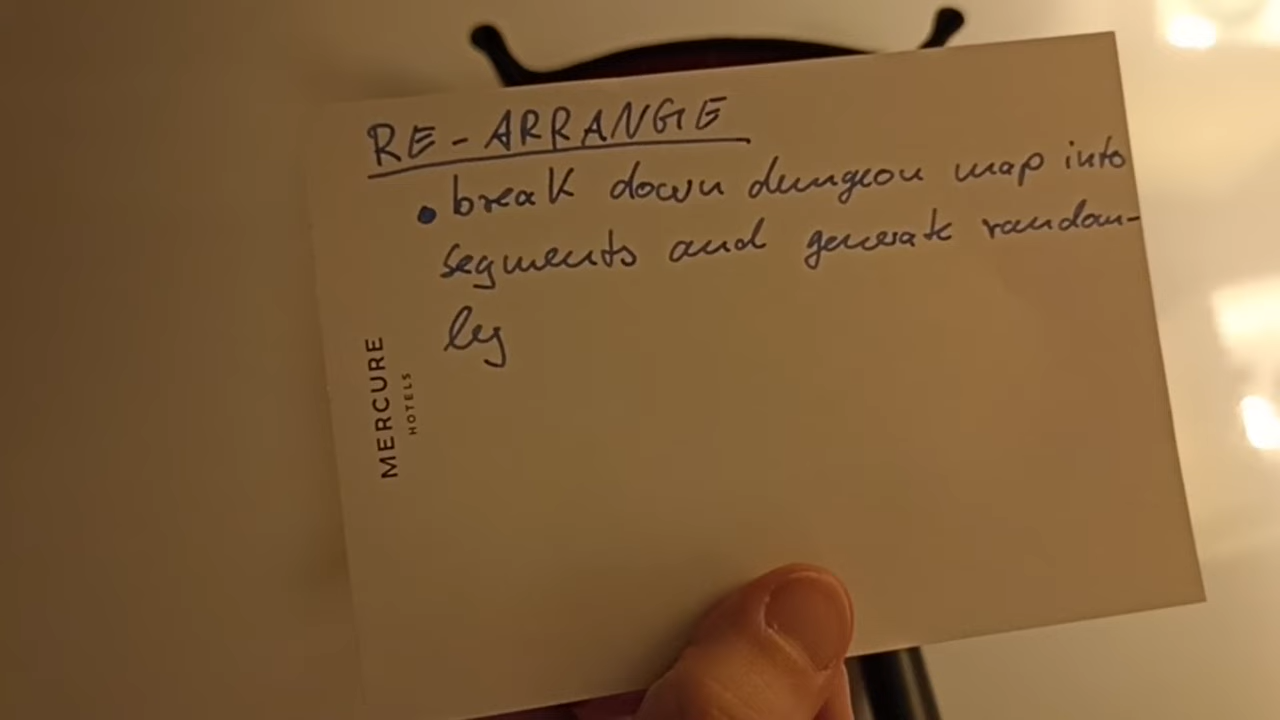 RE-ARRANGE
• break down dungeon map into
segments and generate random-
ly
MERCURE
HOTELS